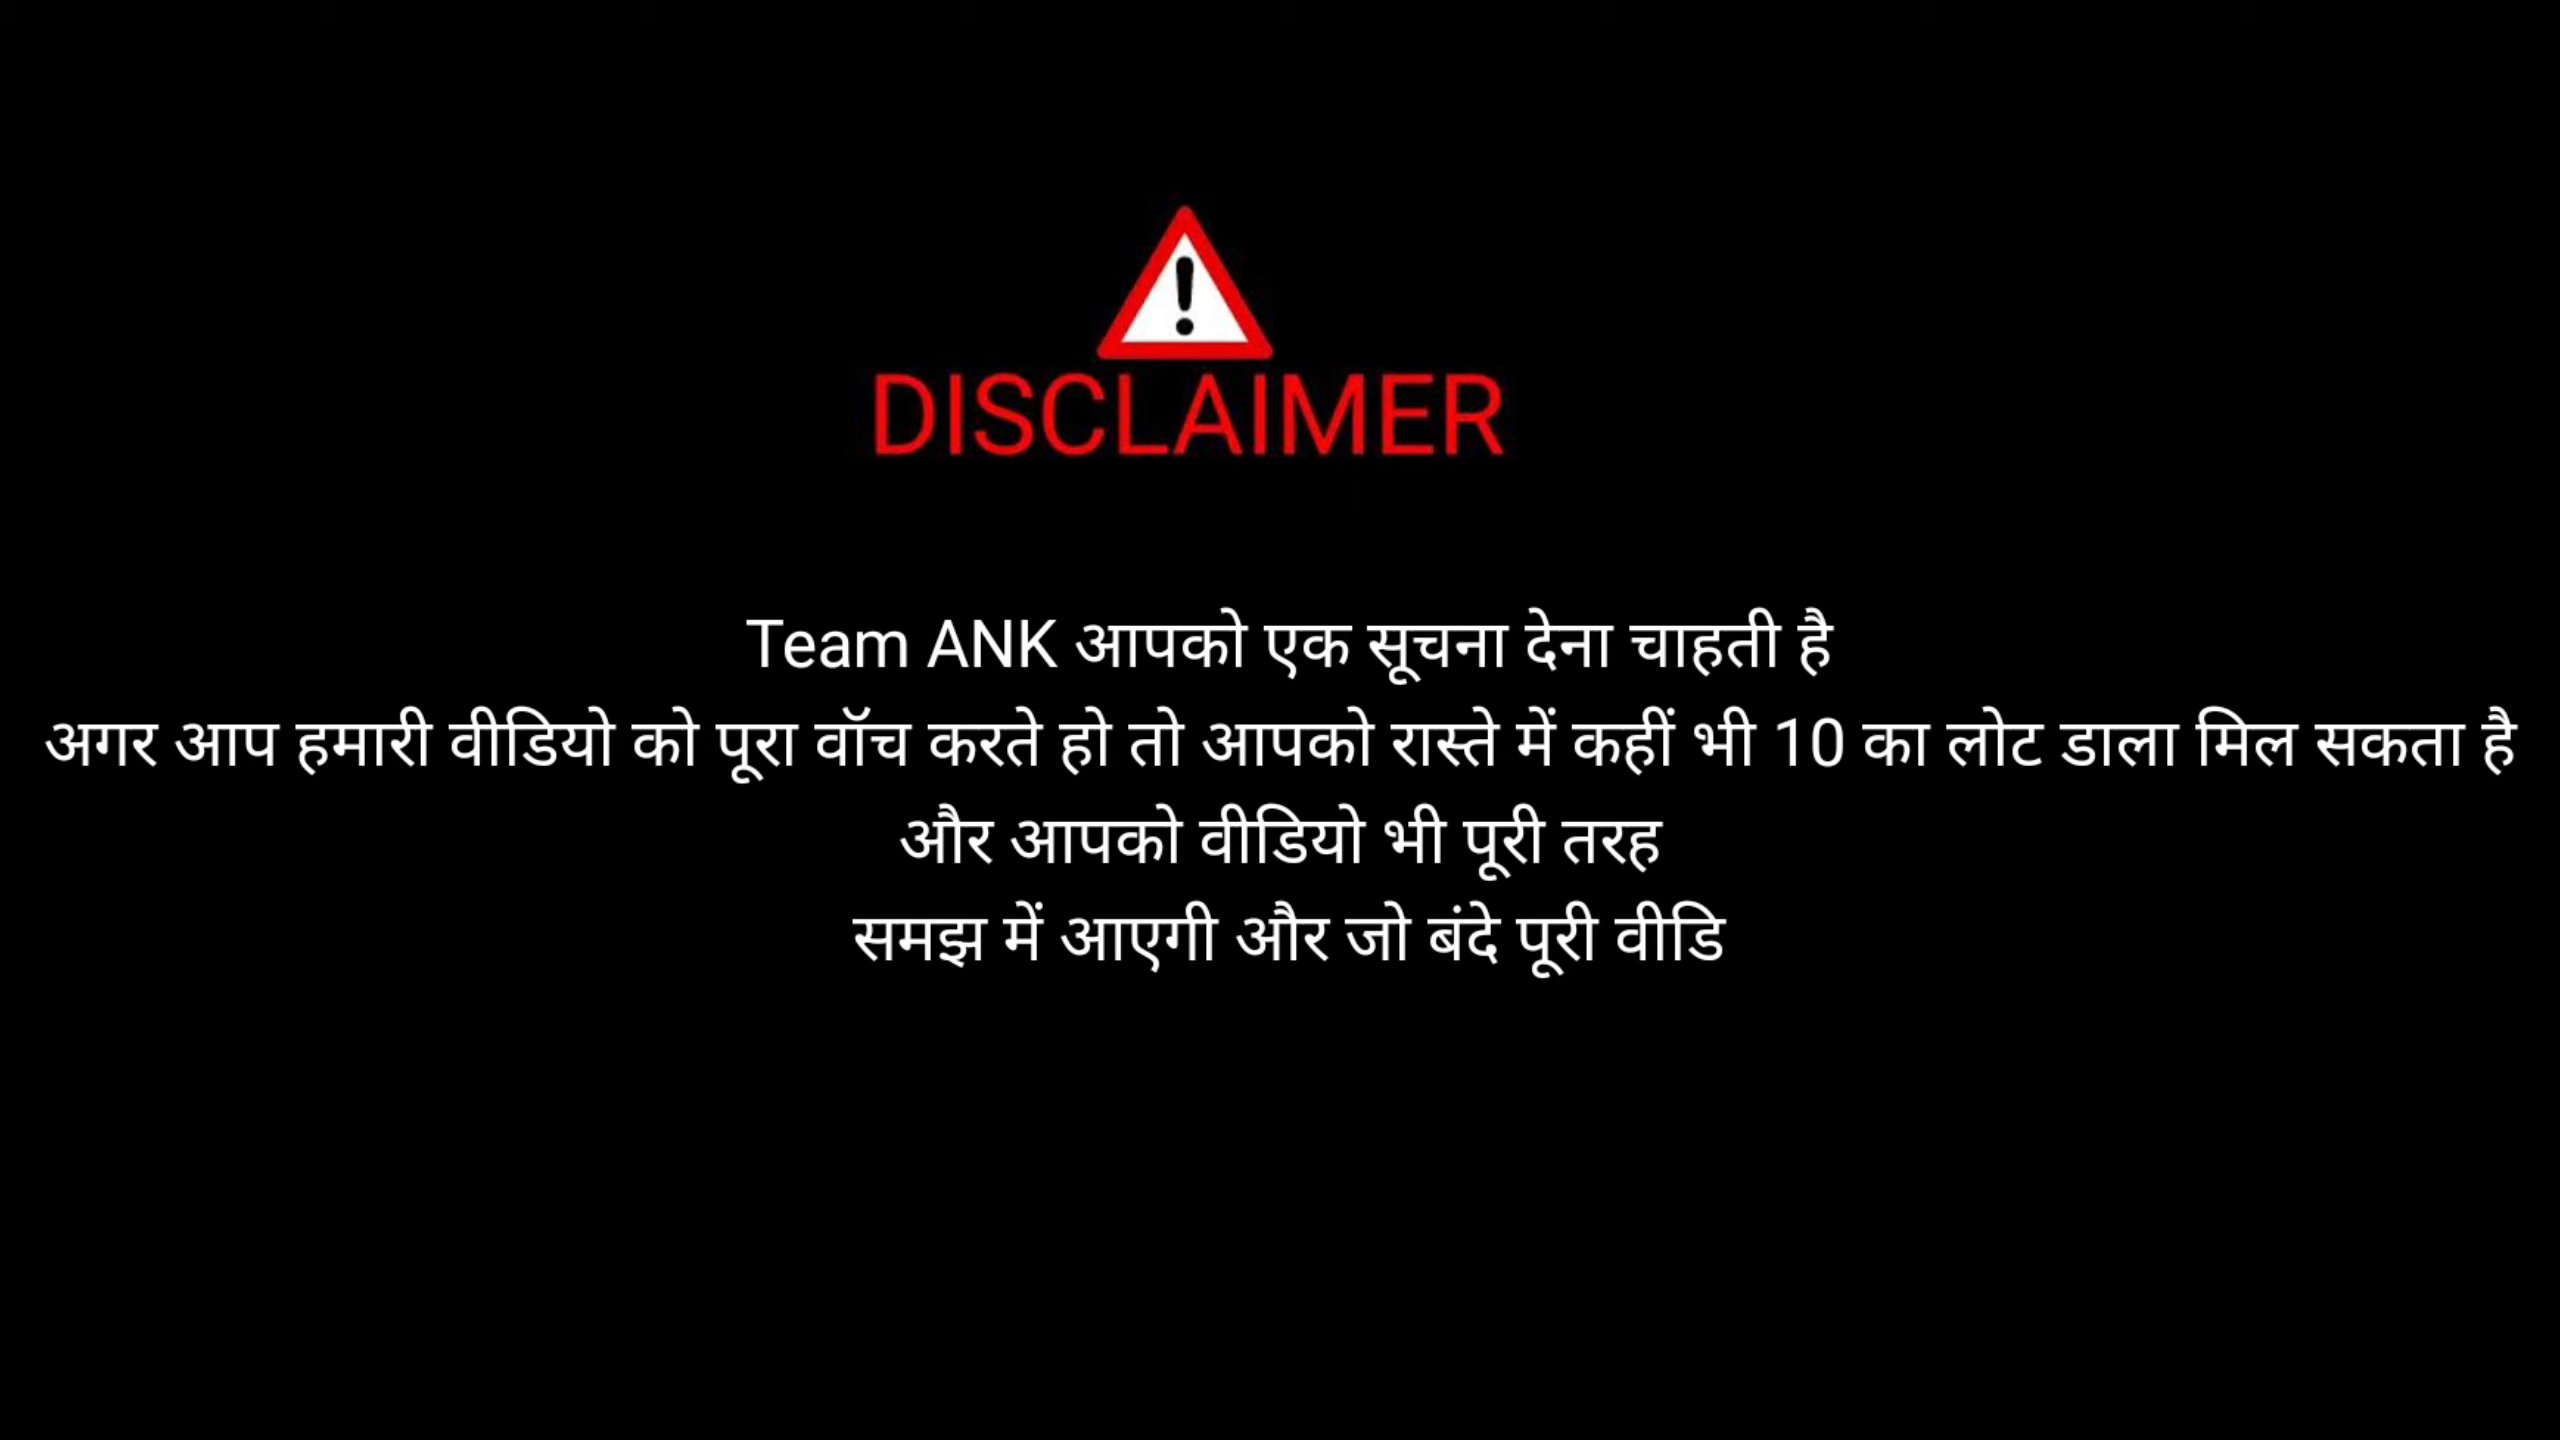 !
DISCLAIMER
Team ANK आपको एक सूचना देना चाहती है
अगर आप हमारी वीडियो को पूरा वॉच करते हो तो आपको रास्ते में कहीं भी 10 का लोट डाला मिल सकता है
और आपको वीडियो भी पूरी तरह
समझ में आएगी और जो बंदे पूरी वीडि